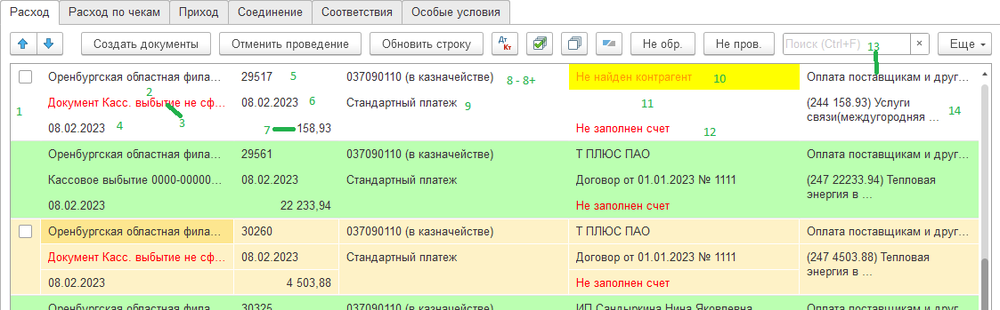 Расход Расход по чекам Приход Соединение Соответствия Особые условия
Создать документы Отменить проведение Обновить строку Дт Кт Не обр. Не пров. Поиск (Ctrl+F) × Еще
13
Оренбургская областная фила... 29517 5 037090110 (в казначействе) 8 - 8+ Не найден контрагент 10 Оплата поставщикам и друг...
2
1 Документ Касс. выбытие не сф... 08.02.2023 6 Стандартный платеж 9 11 (244 158.93) Услуги
связи(междугородняя ... 14
3
08.02.2023 4 7 158,93 Не заполнен счет 12
Оренбургская областная фила... 29561 037090110 (в казначействе) Т ПЛЮС ПАО Оплата поставщикам и друг...
Кассовое выбытие 0000-00000... 08.02.2023 Стандартный платеж Договор от 01.01.2023 № 1111 (247 22233.94) Тепловая
энергия в ...
08.02.2023 22 233,94 Не заполнен счет
Оренбургская областная фила... 30260 037090110 (в казначействе) Т ПЛЮС ПАО Оплата поставщикам и друг...
Документ Касс. выбытие не сф... 08.02.2023 Стандартный платеж Договор от 01.01.2023 № 1111 (247 4503.88) Тепловая
энергия в ...
08.02.2023 4 503,88 Не заполнен счет
Оренбургская областная фила... 30325 037090110 (в казначействе) ИП Сандыркина Нина Яковлевна Оплата поставщикам и друг...